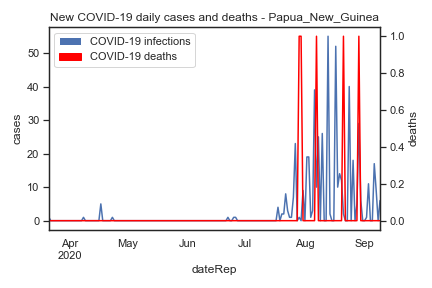 New COVID-19 daily cases and deaths - Papua_New_Guinea
COVID-19 infections
COVID-19 deaths
cases
50
40
30
20
10
0
deaths
1.0
0.8
0.6
0.4
0.2
0.0
Apr
2020
May
Jun
Jul
Aug
Sep
dateRep